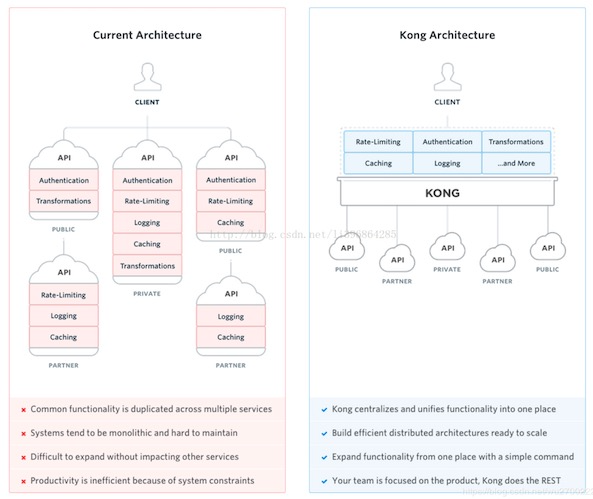 Current Architecture
CLIENT
API
Authentication
Transformations
PUBLIC
API
Rate-Limiting
Logging
Caching
PARTNER
API
Authentication
Rate-Limiting
Logging
Caching
Transformations
PRIVATE
API
Authentication
Rate-Limiting
Caching
PUBLIC
API
Logging
Caching
PARTNER
× Common functionality is duplicated across multiple services
× Systems tend to be monolithic and hard to maintain
× Difficult to expand without impacting other services
× Productivity is inefficient because of system constraints
Kong Architecture
CLIENT
Rate-Limiting Authentication Transformations
Caching Logging ...and More
KONG
API
PUBLIC
API
PARTNER
API
PRIVATE
API
PARTNER
API
PUBLIC
✓ Kong centralizes and unifies functionality into one place
✓ Build efficient distributed architectures ready to scale
✓ Expand functionality from one place with a simple command
✓ Your team is focused on the product, Kong does the REST